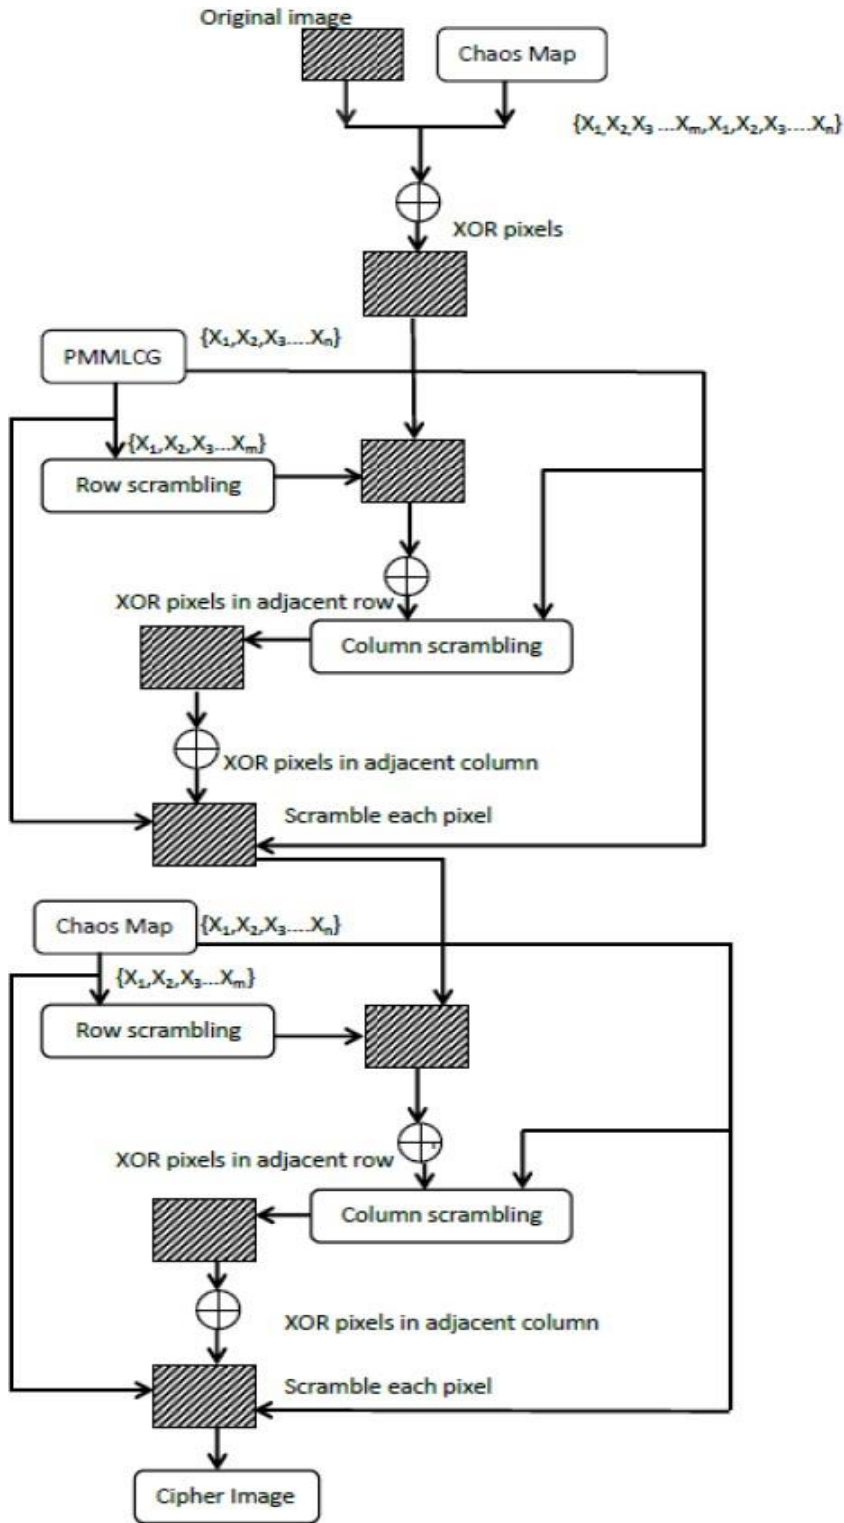 Original image
Chaos Map
{X₁,X₂,X₃ ...Xₘ,X₁,X₂,X₃....Xₙ}
XOR pixels
{X₁,X₂,X₃....Xₙ}
PMMLCG
{X₁,X₂,X₃...Xₘ}
Row scrambling
XOR pixels in adjacent row
Column scrambling
XOR pixels in adjacent column
Scramble each pixel
Chaos Map
{X₁,X₂,X₃....Xₙ}
{X₁,X₂,X₃...Xₘ}
Row scrambling
XOR pixels in adjacent row
Column scrambling
XOR pixels in adjacent column
Scramble each pixel
Cipher Image